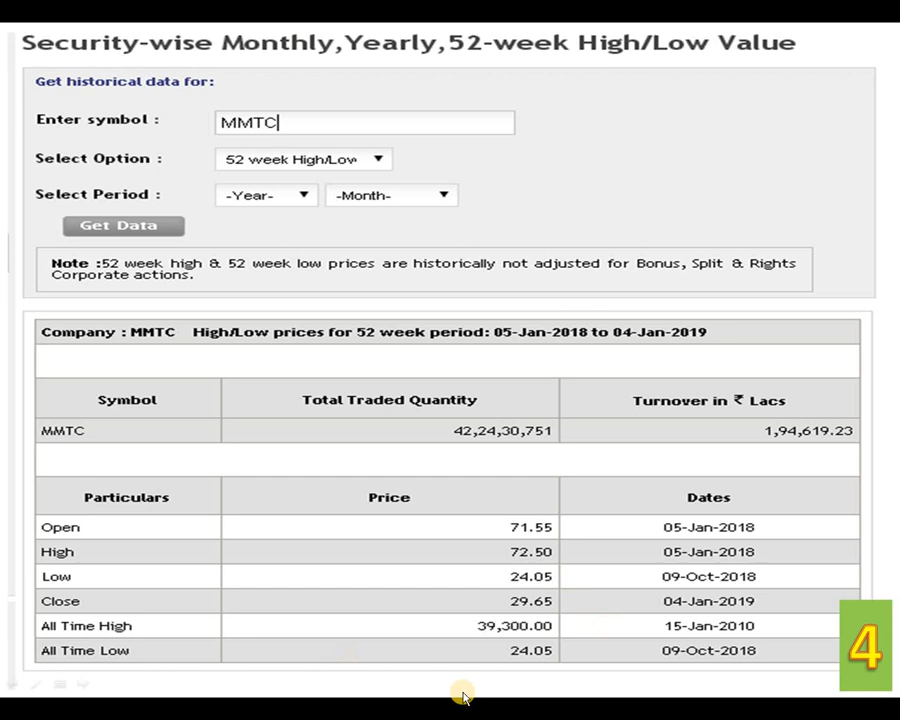 Security-wise Monthly,Yearly,52-week High/Low Value
Get historical data for:
Enter symbol : MMTC
Select Option : 52 week High/Low
Select Period : -Year- -Month-
Get Data
Note :52 week high & 52 week low prices are historically not adjusted for Bonus, Split & Rights
Corporate actions.
Company : MMTC High/Low prices for 52 week period: 05-Jan-2018 to 04-Jan-2019
Symbol Total Traded Quantity Turnover in ₹ Lacs
MMTC 42,24,30,751 1,94,619.23
Particulars Price Dates
Open 71.55 05-Jan-2018
High 72.50 05-Jan-2018
Low 24.05 09-Oct-2018
Close 29.65 04-Jan-2019
All Time High 39,300.00 15-Jan-2010
All Time Low 24.05 09-Oct-2018
4